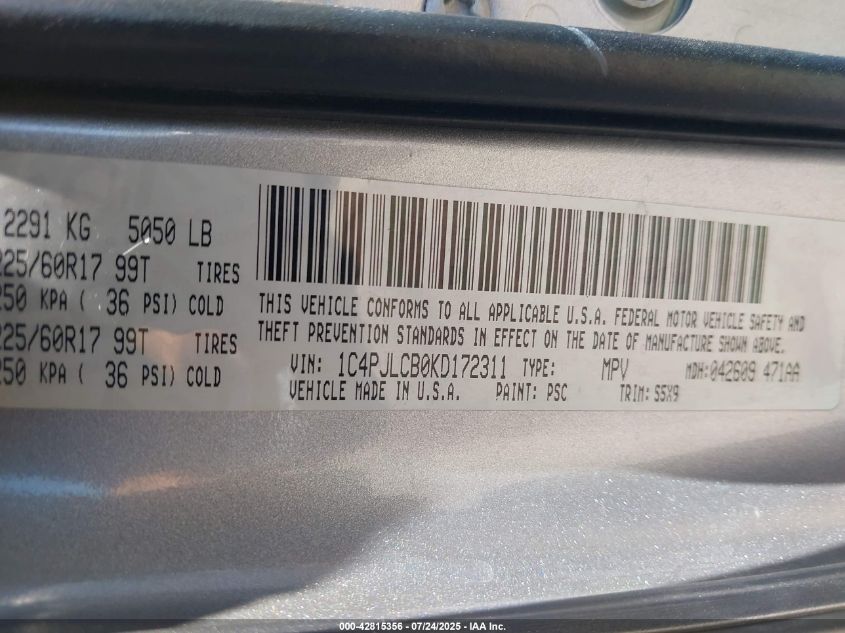 2291 KG 5050 LB
225/60R17 99T TIRES
250 KPA ( 36 PSI) COLD
225/60R17 99T TIRES
250 KPA ( 36 PSI) COLD
THIS VEHICLE CONFORMS TO ALL APPLICABLE U.S.A. FEDERAL MOTOR VEHICLE SAFETY AND
THEFT PREVENTION STANDARDS IN EFFECT ON THE DATE OF MANUFACTURE SHOWN ABOVE.
VIN: 1C4PJLCB0KD172311 TYPE: MPV MDH: 042609 471AA
VEHICLE MADE IN U.S.A. PAINT: PSC TRIM: S5X9
000-42815356 - 07/24/2025 - IAA Inc.